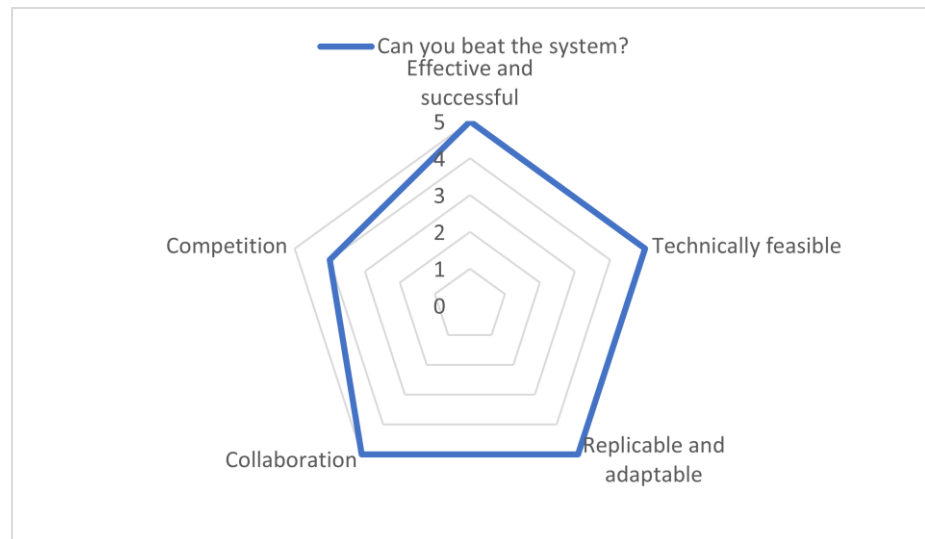 Can you beat the system?
Effective and
successful
5
4
3
2
1
0
Competition
Technically feasible
Collaboration
Replicable and
adaptable